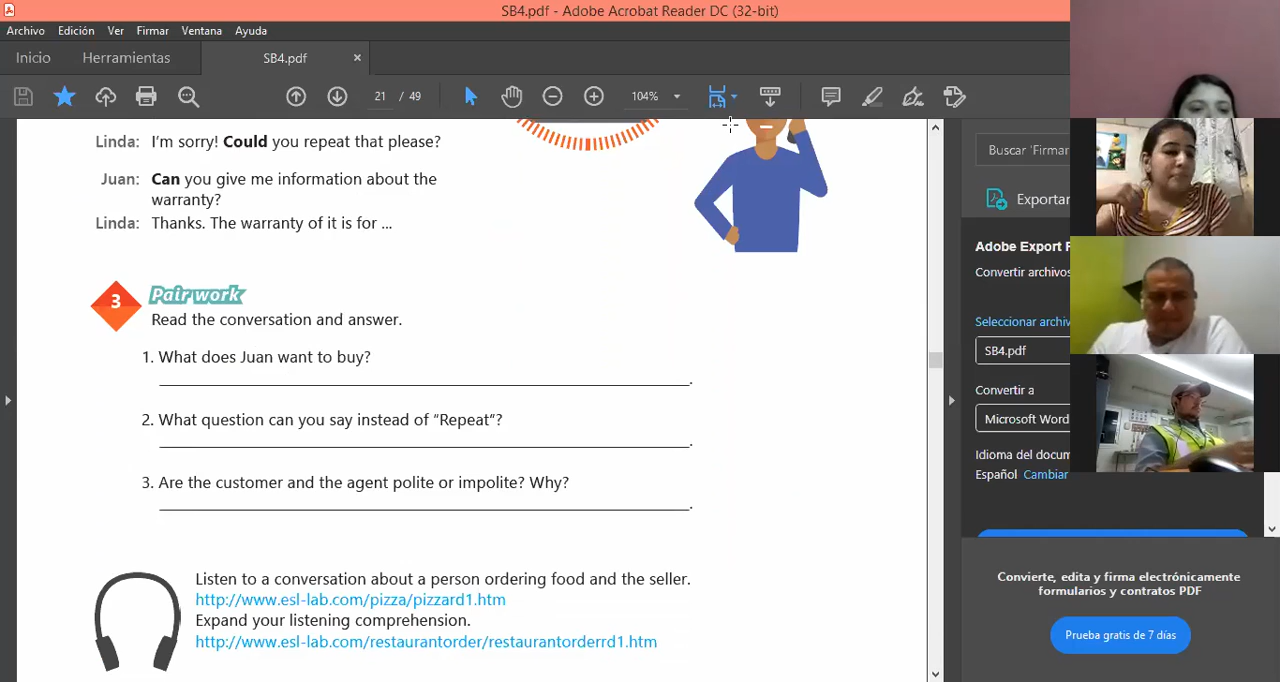 SB4.pdf - Adobe Acrobat Reader DC (32-bit)
Archivo Edición Ver Firmar Ventana Ayuda
Inicio Herramientas SB4.pdf ×
21 / 49 104%
Linda: I'm sorry! Could you repeat that please?
Juan: Can you give me information about the
warranty?
Linda: Thanks. The warranty of it is for ...
3 Pair work
Read the conversation and answer.
1. What does Juan want to buy?
2. What question can you say instead of "Repeat"?
3. Are the customer and the agent polite or impolite? Why?
Listen to a conversation about a person ordering food and the seller.
http://www.esl-lab.com/pizza/pizzard1.htm
Expand your listening comprehension.
http://www.esl-lab.com/restaurantorder/restaurantorderrd1.htm
Buscar 'Firmar
Exportar
Adobe Export
Convertir archivos
Seleccionar archiv
SB4.pdf
Convertir a
Microsoft Word
Idioma del docum
Español Cambiar
Convierte, edita y firma electrónicamente
formularios y contratos PDF
Prueba gratis de 7 días